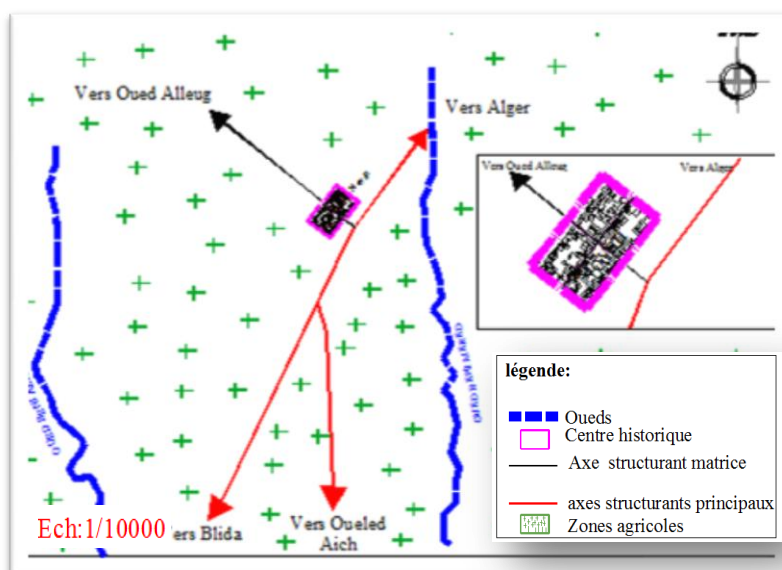 Vers Oued Alleug
Vers Alger
Vers Oued Alleug
Vers Alger
légende:
Oueds
Centre historique
Axe structurant matrice
axes structurants principaux
Zones agricoles
Ech:1/10000
ers Blida
Vers Oueled
Aich